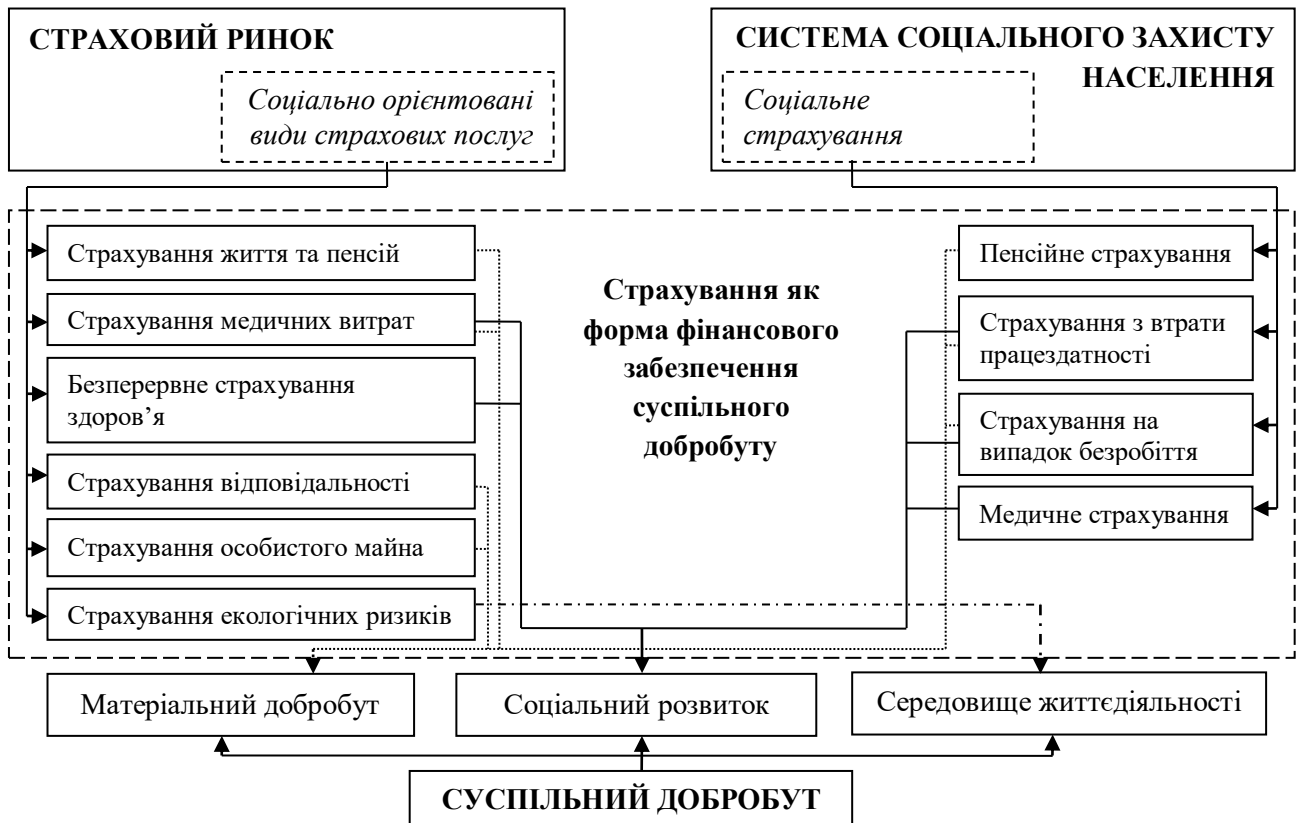 СТРАХОВИЙ РИНОК
Соціально орієнтовані
види страхових послуг
СИСТЕМА СОЦІАЛЬНОГО ЗАХИСТУ
НАСЕЛЕННЯ
Соціальне
страхування
Страхування життя та пенсій
Страхування медичних витрат
Безперервне страхування
здоров’я
Страхування відповідальності
Страхування особистого майна
Страхування екологічних ризиків
Страхування як
форма фінансового
забезпечення
суспільного
добробуту
Пенсійне страхування
Страхування з втрати
працездатності
Страхування на
випадок безробіття
Медичне страхування
Матеріальний добробут
Соціальний розвиток
Середовище життєдіяльності
СУСПІЛЬНИЙ ДОБРОБУТ